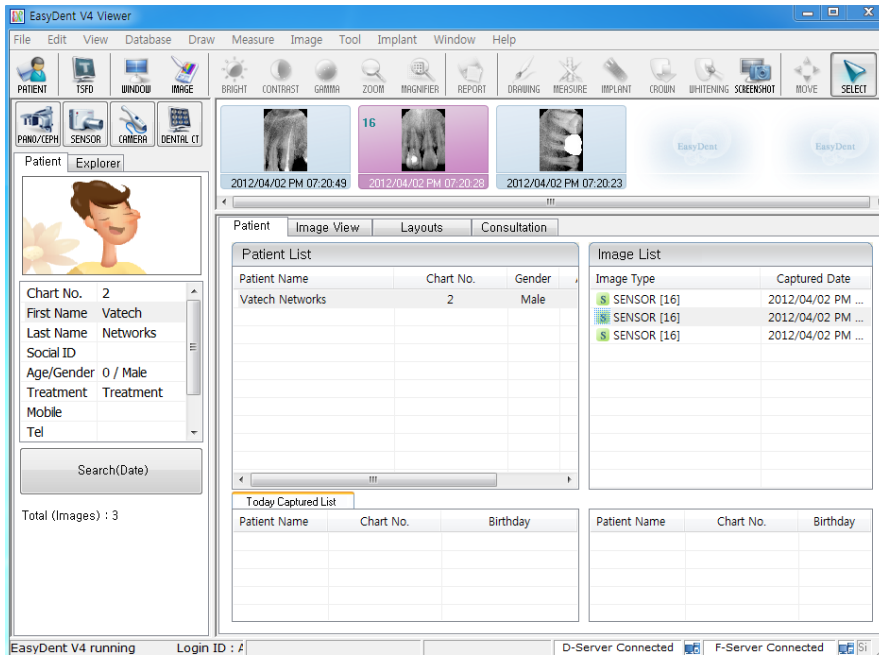 EasyDent V4 Viewer
File Edit View Database Draw Measure Image Tool Implant Window Help
PATIENT TSFD WINDOW IMAGE BRIGHT CONTRAST GAMMA ZOOM MAGNIFIER REPORT DRAWING MEASURE IMPLANT CROWN WHITENING SCREENSHOT MOVE SELECT
PANO/CEPH SENSOR CAMERA DENTAL CT
16
EasyDent EasyDent
2012/04/02 PM 07:20:49 2012/04/02 PM 07:20:28 2012/04/02 PM 07:20:23
Patient Explorer
Chart No. 2
First Name Vatech
Last Name Networks
Social ID
Age/Gender 0 / Male
Treatment Treatment
Mobile
Tel
Search(Date)
Total (Images) : 3
Patient Image View Layouts Consultation
Patient List
Patient Name Chart No. Gender
Vatech Networks 2 Male
Image List
Image Type Captured Date
S SENSOR [16] 2012/04/02 PM ...
S SENSOR [16] 2012/04/02 PM ...
S SENSOR [16] 2012/04/02 PM ...
Today Captured List
Patient Name Chart No. Birthday
Patient Name Chart No. Birthday
EasyDent V4 running Login ID : D-Server Connected F-Server Connected Si